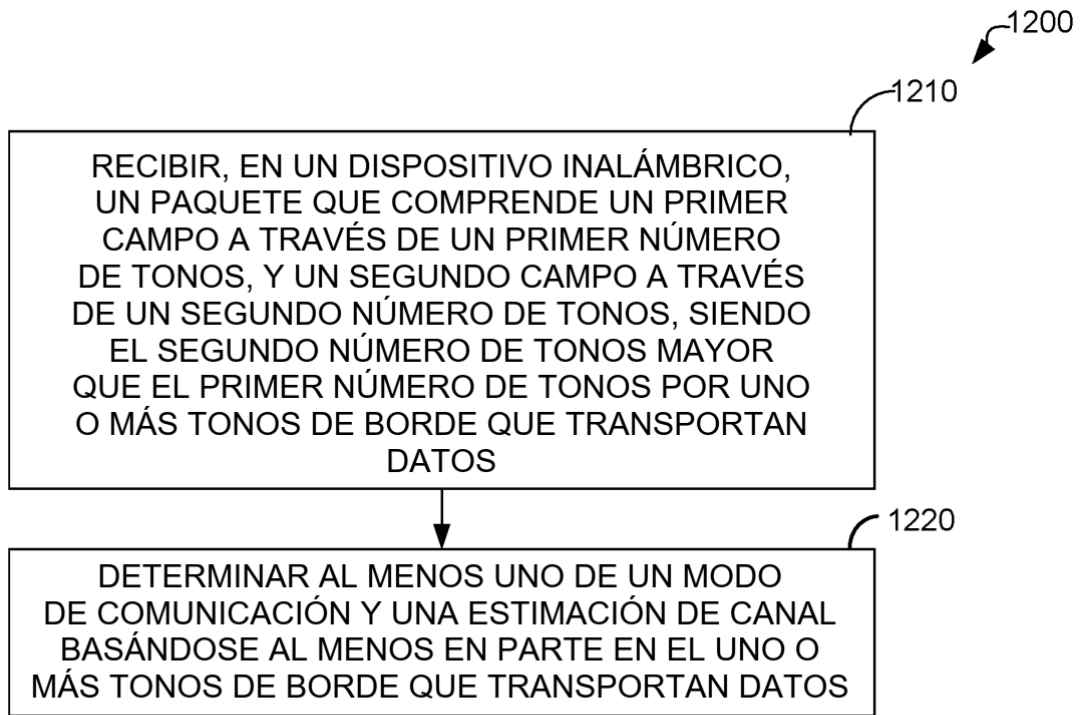 1200
1210
RECIBIR, EN UN DISPOSITIVO INALÁMBRICO,
UN PAQUETE QUE COMPRENDE UN PRIMER
CAMPO A TRAVÉS DE UN PRIMER NÚMERO
DE TONOS, Y UN SEGUNDO CAMPO A TRAVÉS
DE UN SEGUNDO NÚMERO DE TONOS, SIENDO
EL SEGUNDO NÚMERO DE TONOS MAYOR
QUE EL PRIMER NÚMERO DE TONOS POR UNO
O MÁS TONOS DE BORDE QUE TRANSPORTAN
DATOS
1220
DETERMINAR AL MENOS UNO DE UN MODO
DE COMUNICACIÓN Y UNA ESTIMACIÓN DE CANAL
BASÁNDOSE AL MENOS EN PARTE EN EL UNO O
MÁS TONOS DE BORDE QUE TRANSPORTAN DATOS